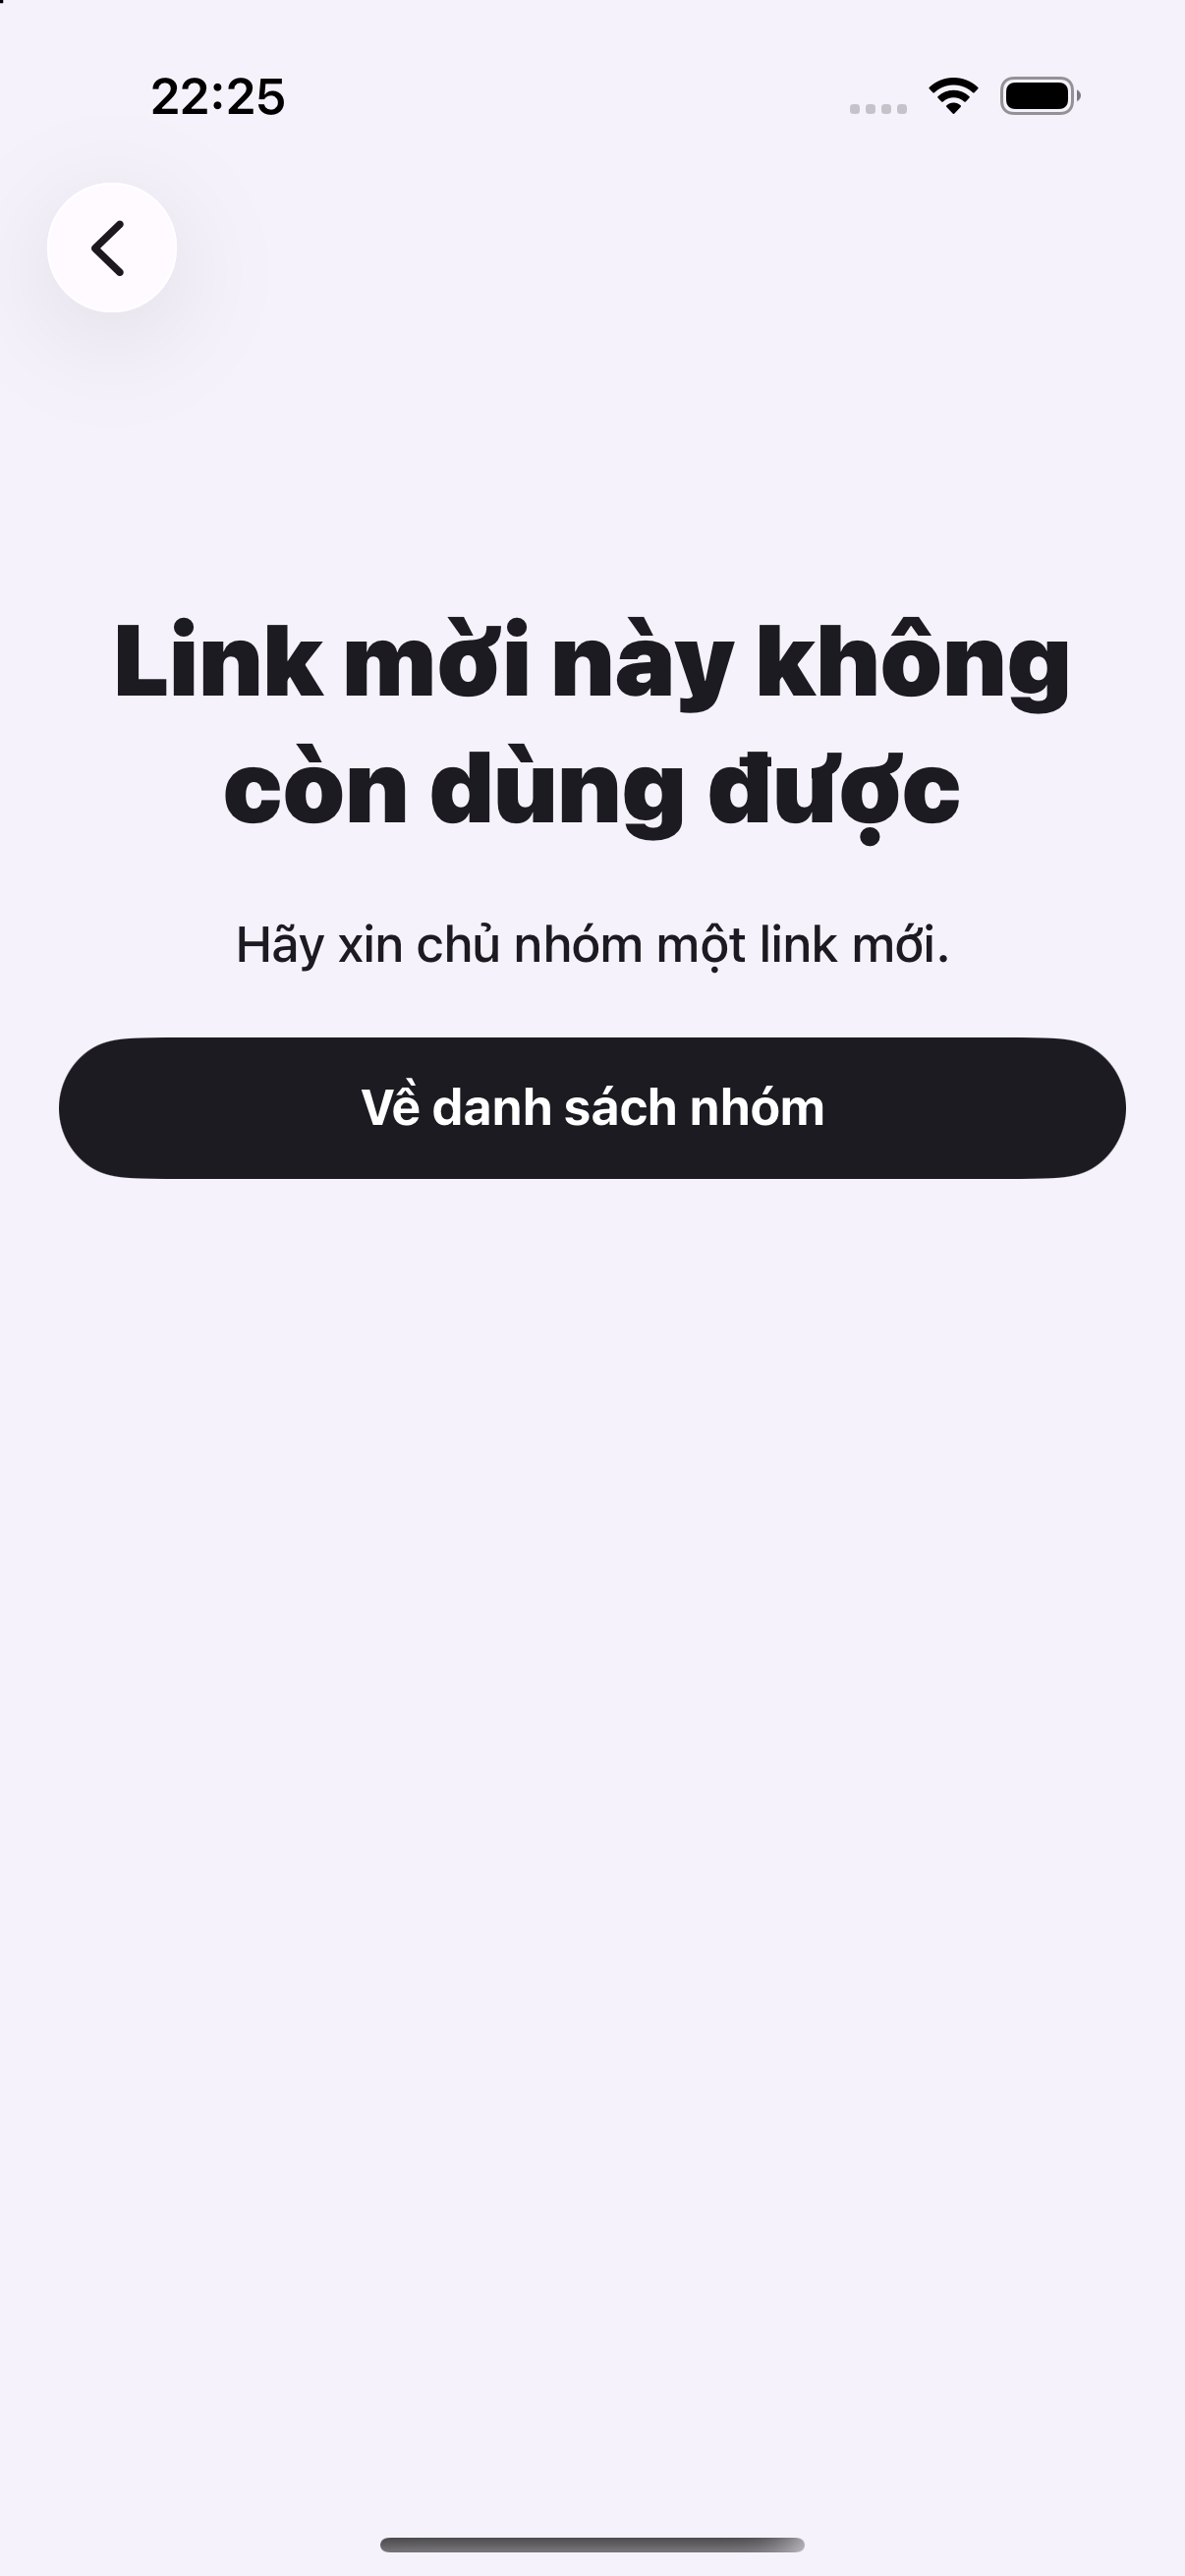 22:25
Link mời này không
còn dùng được
Hãy xin chủ nhóm một link mới.
Về danh sách nhóm